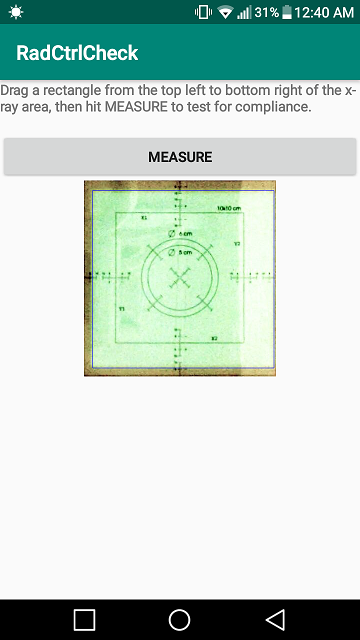 31% 12:40 AM
RadCtrlCheck
Drag a rectangle from the top left to bottom right of the x-
ray area, then hit MEASURE to test for compliance.
MEASURE
10x10 cm
X1
Y2
6 cm
5 cm
Y1
X2